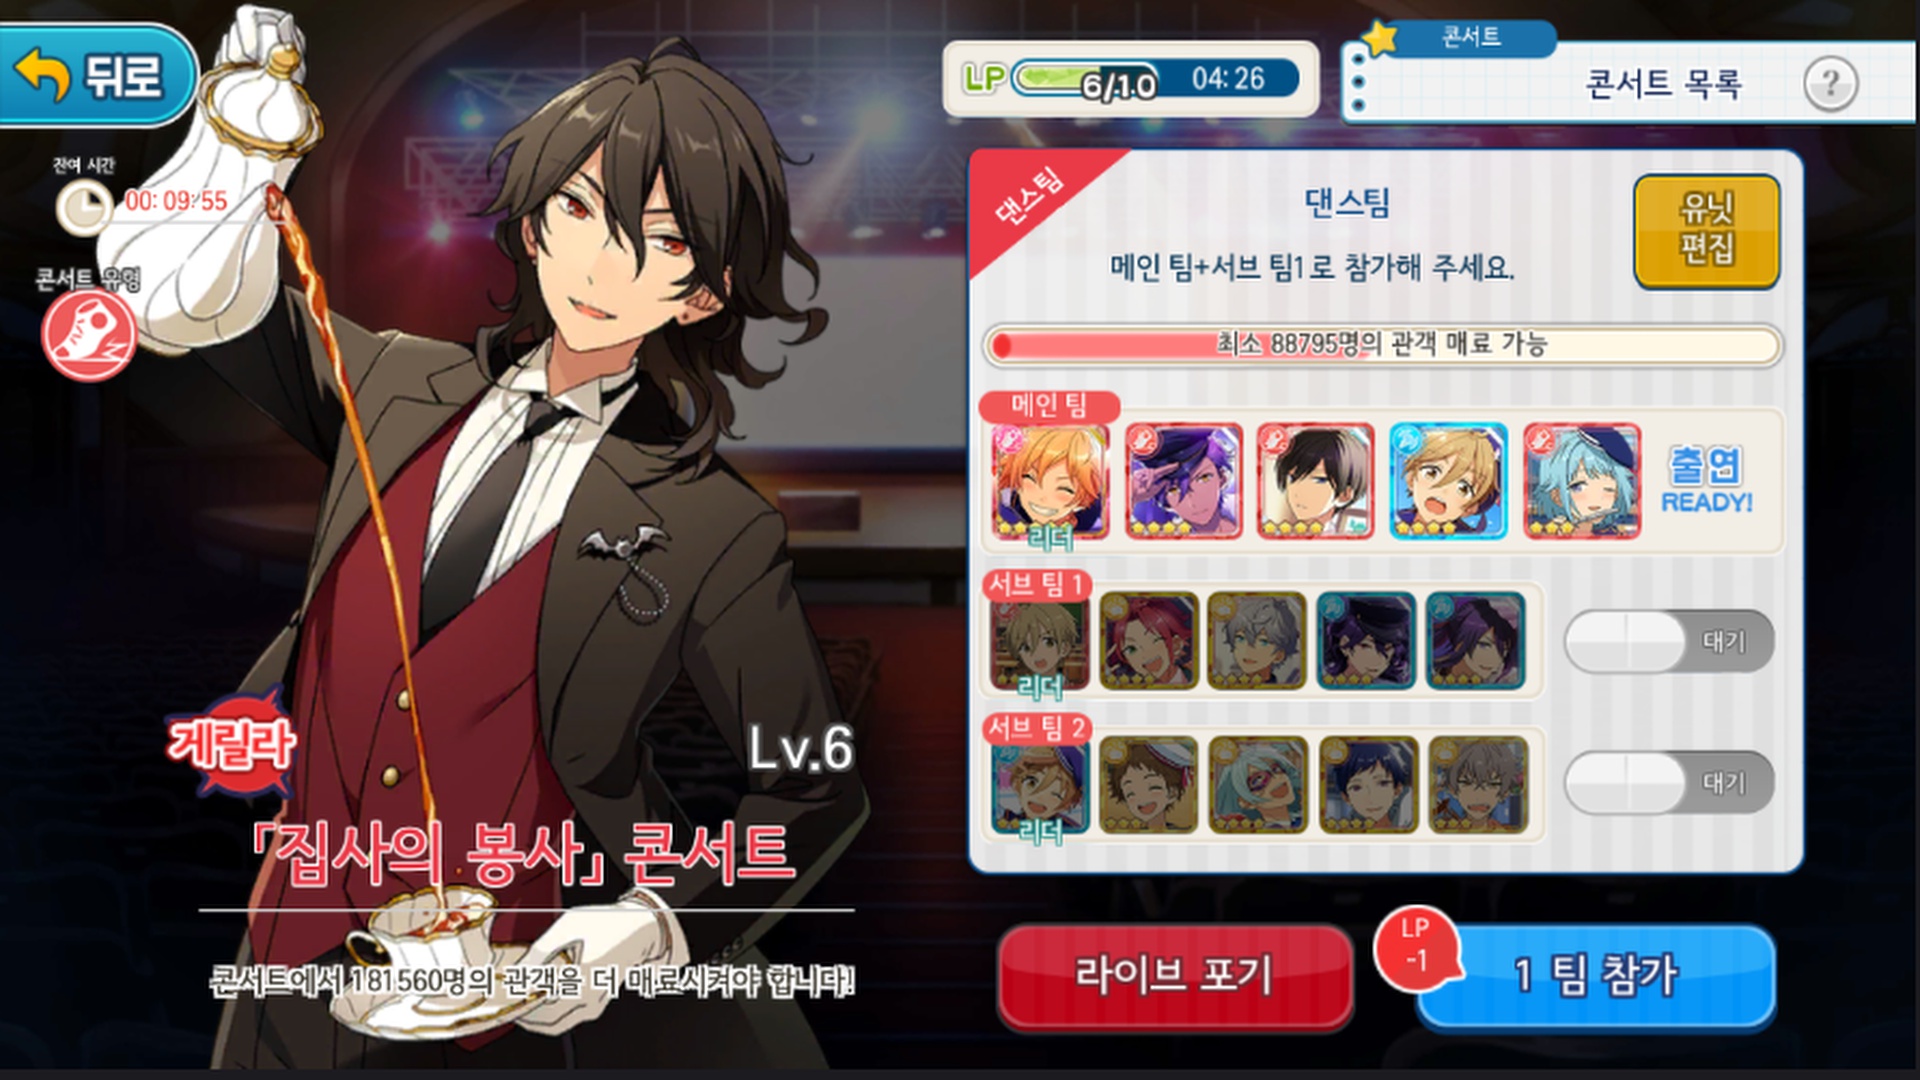 뒤로
LP 6/10 04:26
콘서트
콘서트 목록
?
잔여 시간
00:09:55
콘서트 유형
댄스팀
댄스팀
메인 팀+서브 팀1로 참가해 주세요.
유닛
편집
최소 88795명의 관객 매료 가능
메인 팀
리더
출연
READY!
서브 팀 1
리더
대기
서브 팀 2
리더
대기
게릴라
Lv.6
「집사의 봉사」 콘서트
콘서트에서 181560명의 관객을 더 매료시켜야 합니다!
라이브 포기
LP
-1
1 팀 참가